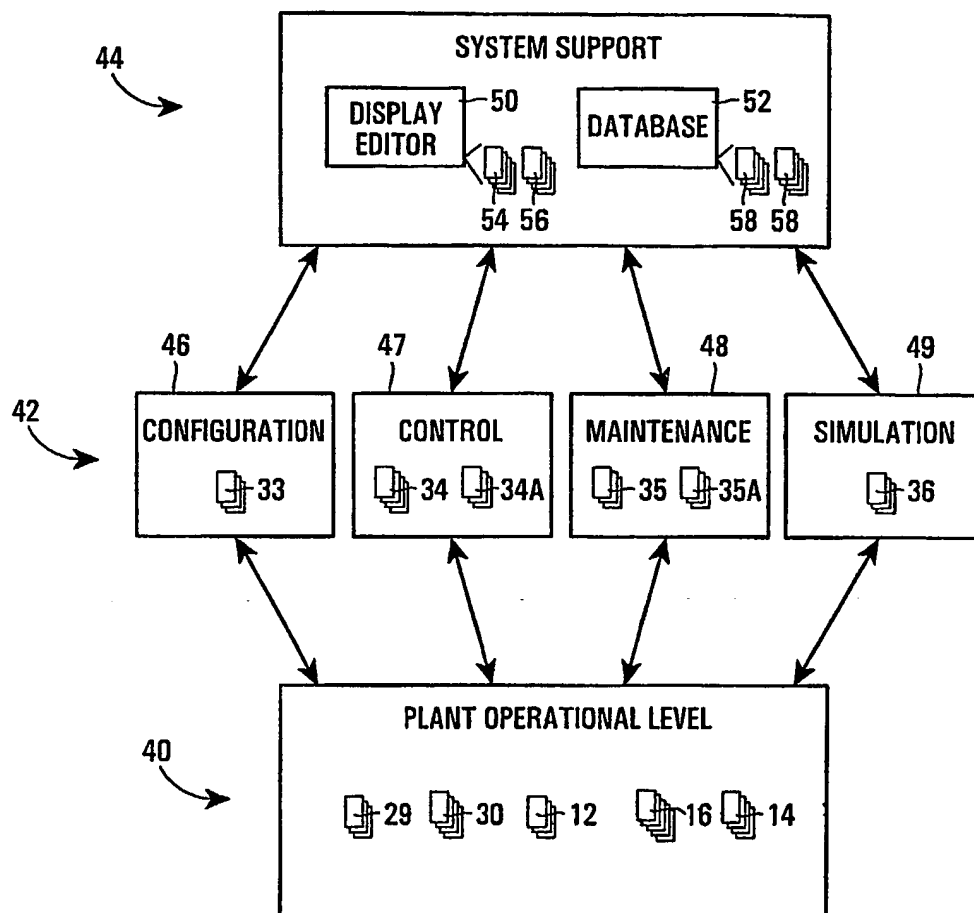 SYSTEM SUPPORT
44
50
52
DISPLAY
EDITOR
DATABASE
54 56
58 58
46
47
48
49
42
CONFIGURATION
CONTROL
MAINTENANCE
SIMULATION
33
34 34A
35 35A
36
PLANT OPERATIONAL LEVEL
40
29 30 12 16 14